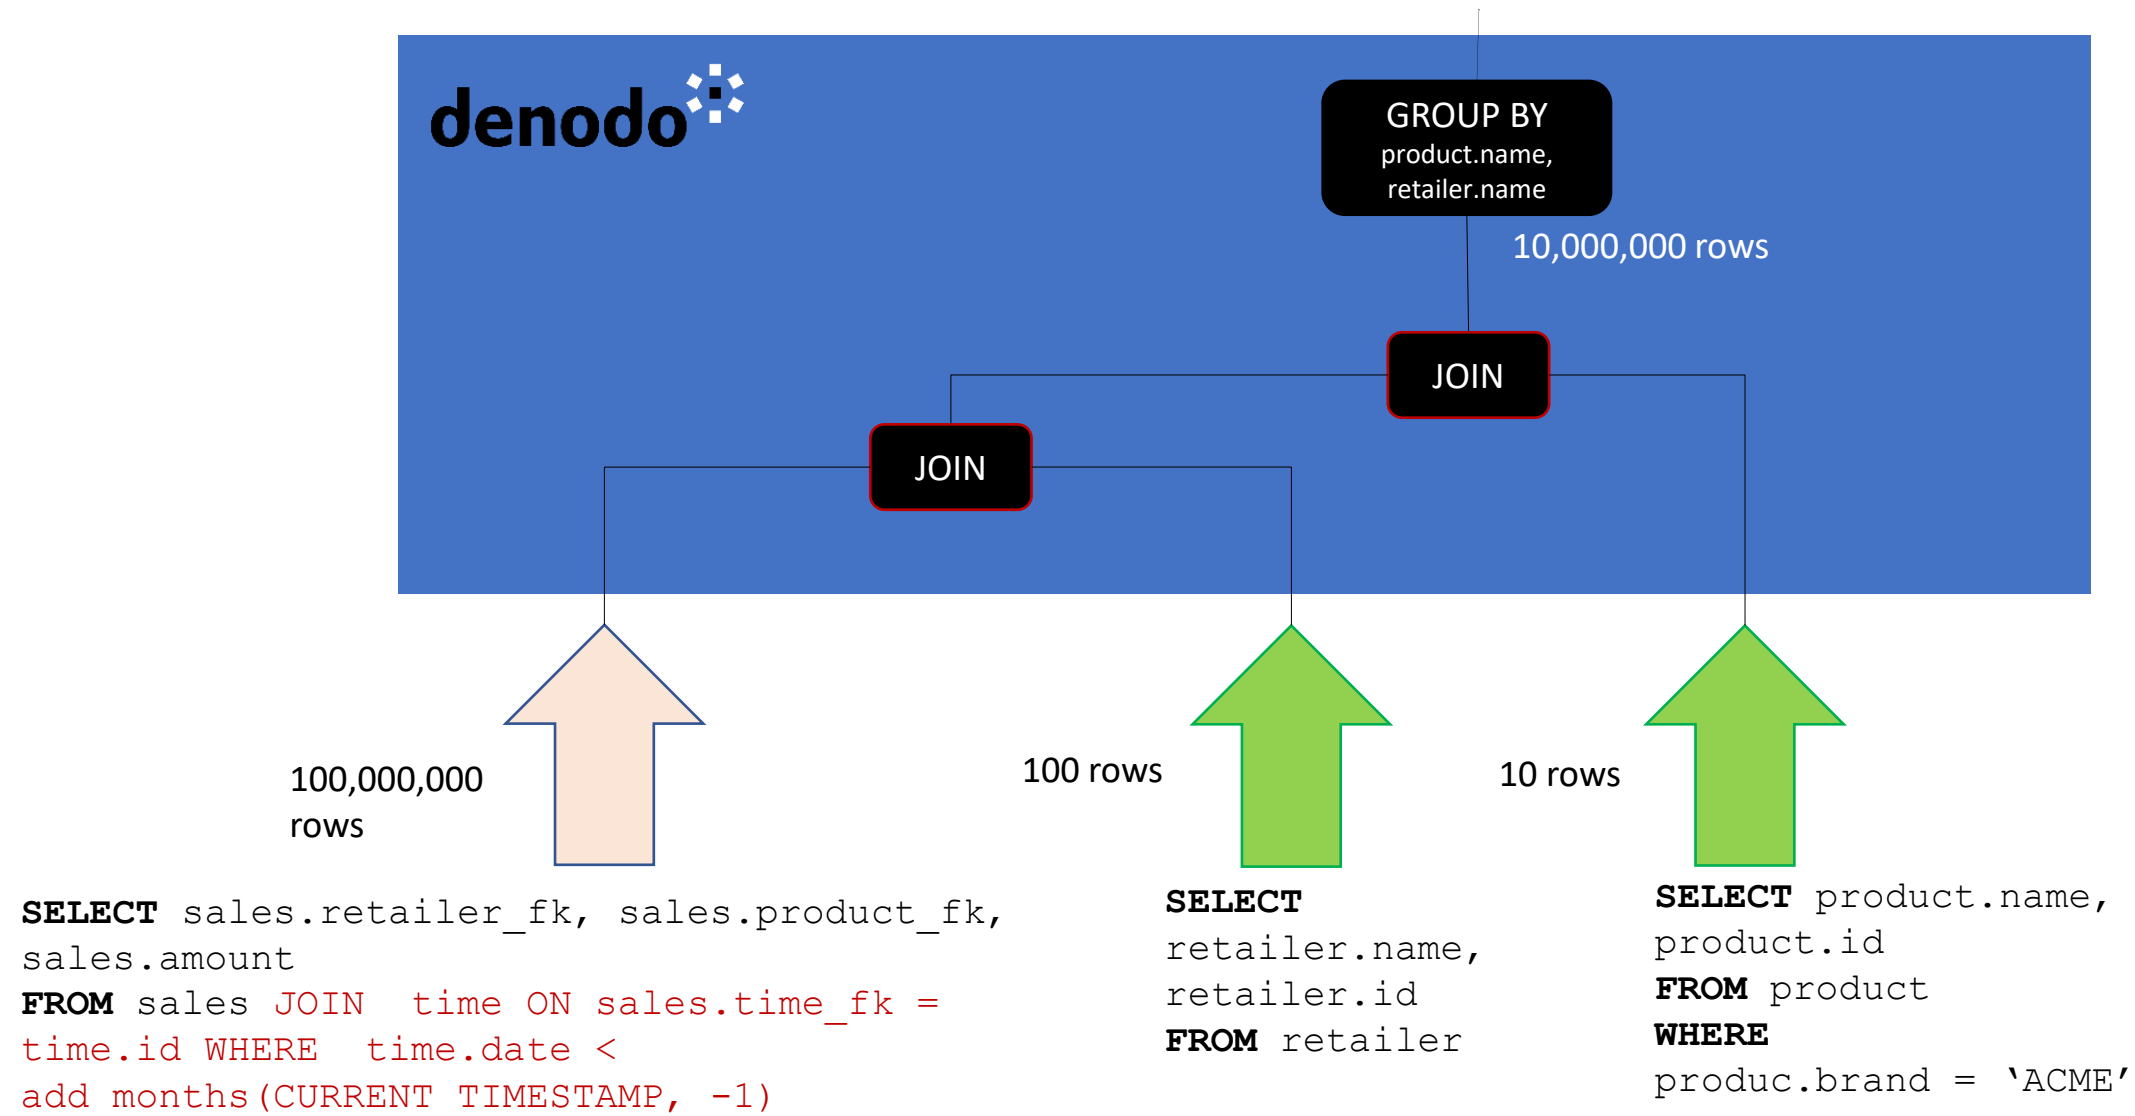 denodo
GROUP BY
product.name,
retailer.name
10,000,000 rows
JOIN
JOIN
100,000,000
rows
100 rows
10 rows
SELECT sales.retailer_fk, sales.product_fk,
sales.amount
FROM sales JOIN  time ON sales.time_fk =
time.id WHERE  time.date <
add months(CURRENT TIMESTAMP, -1)
SELECT
retailer.name,
retailer.id
FROM retailer
SELECT product.name,
product.id
FROM product
WHERE
produc.brand = ‘ACME’